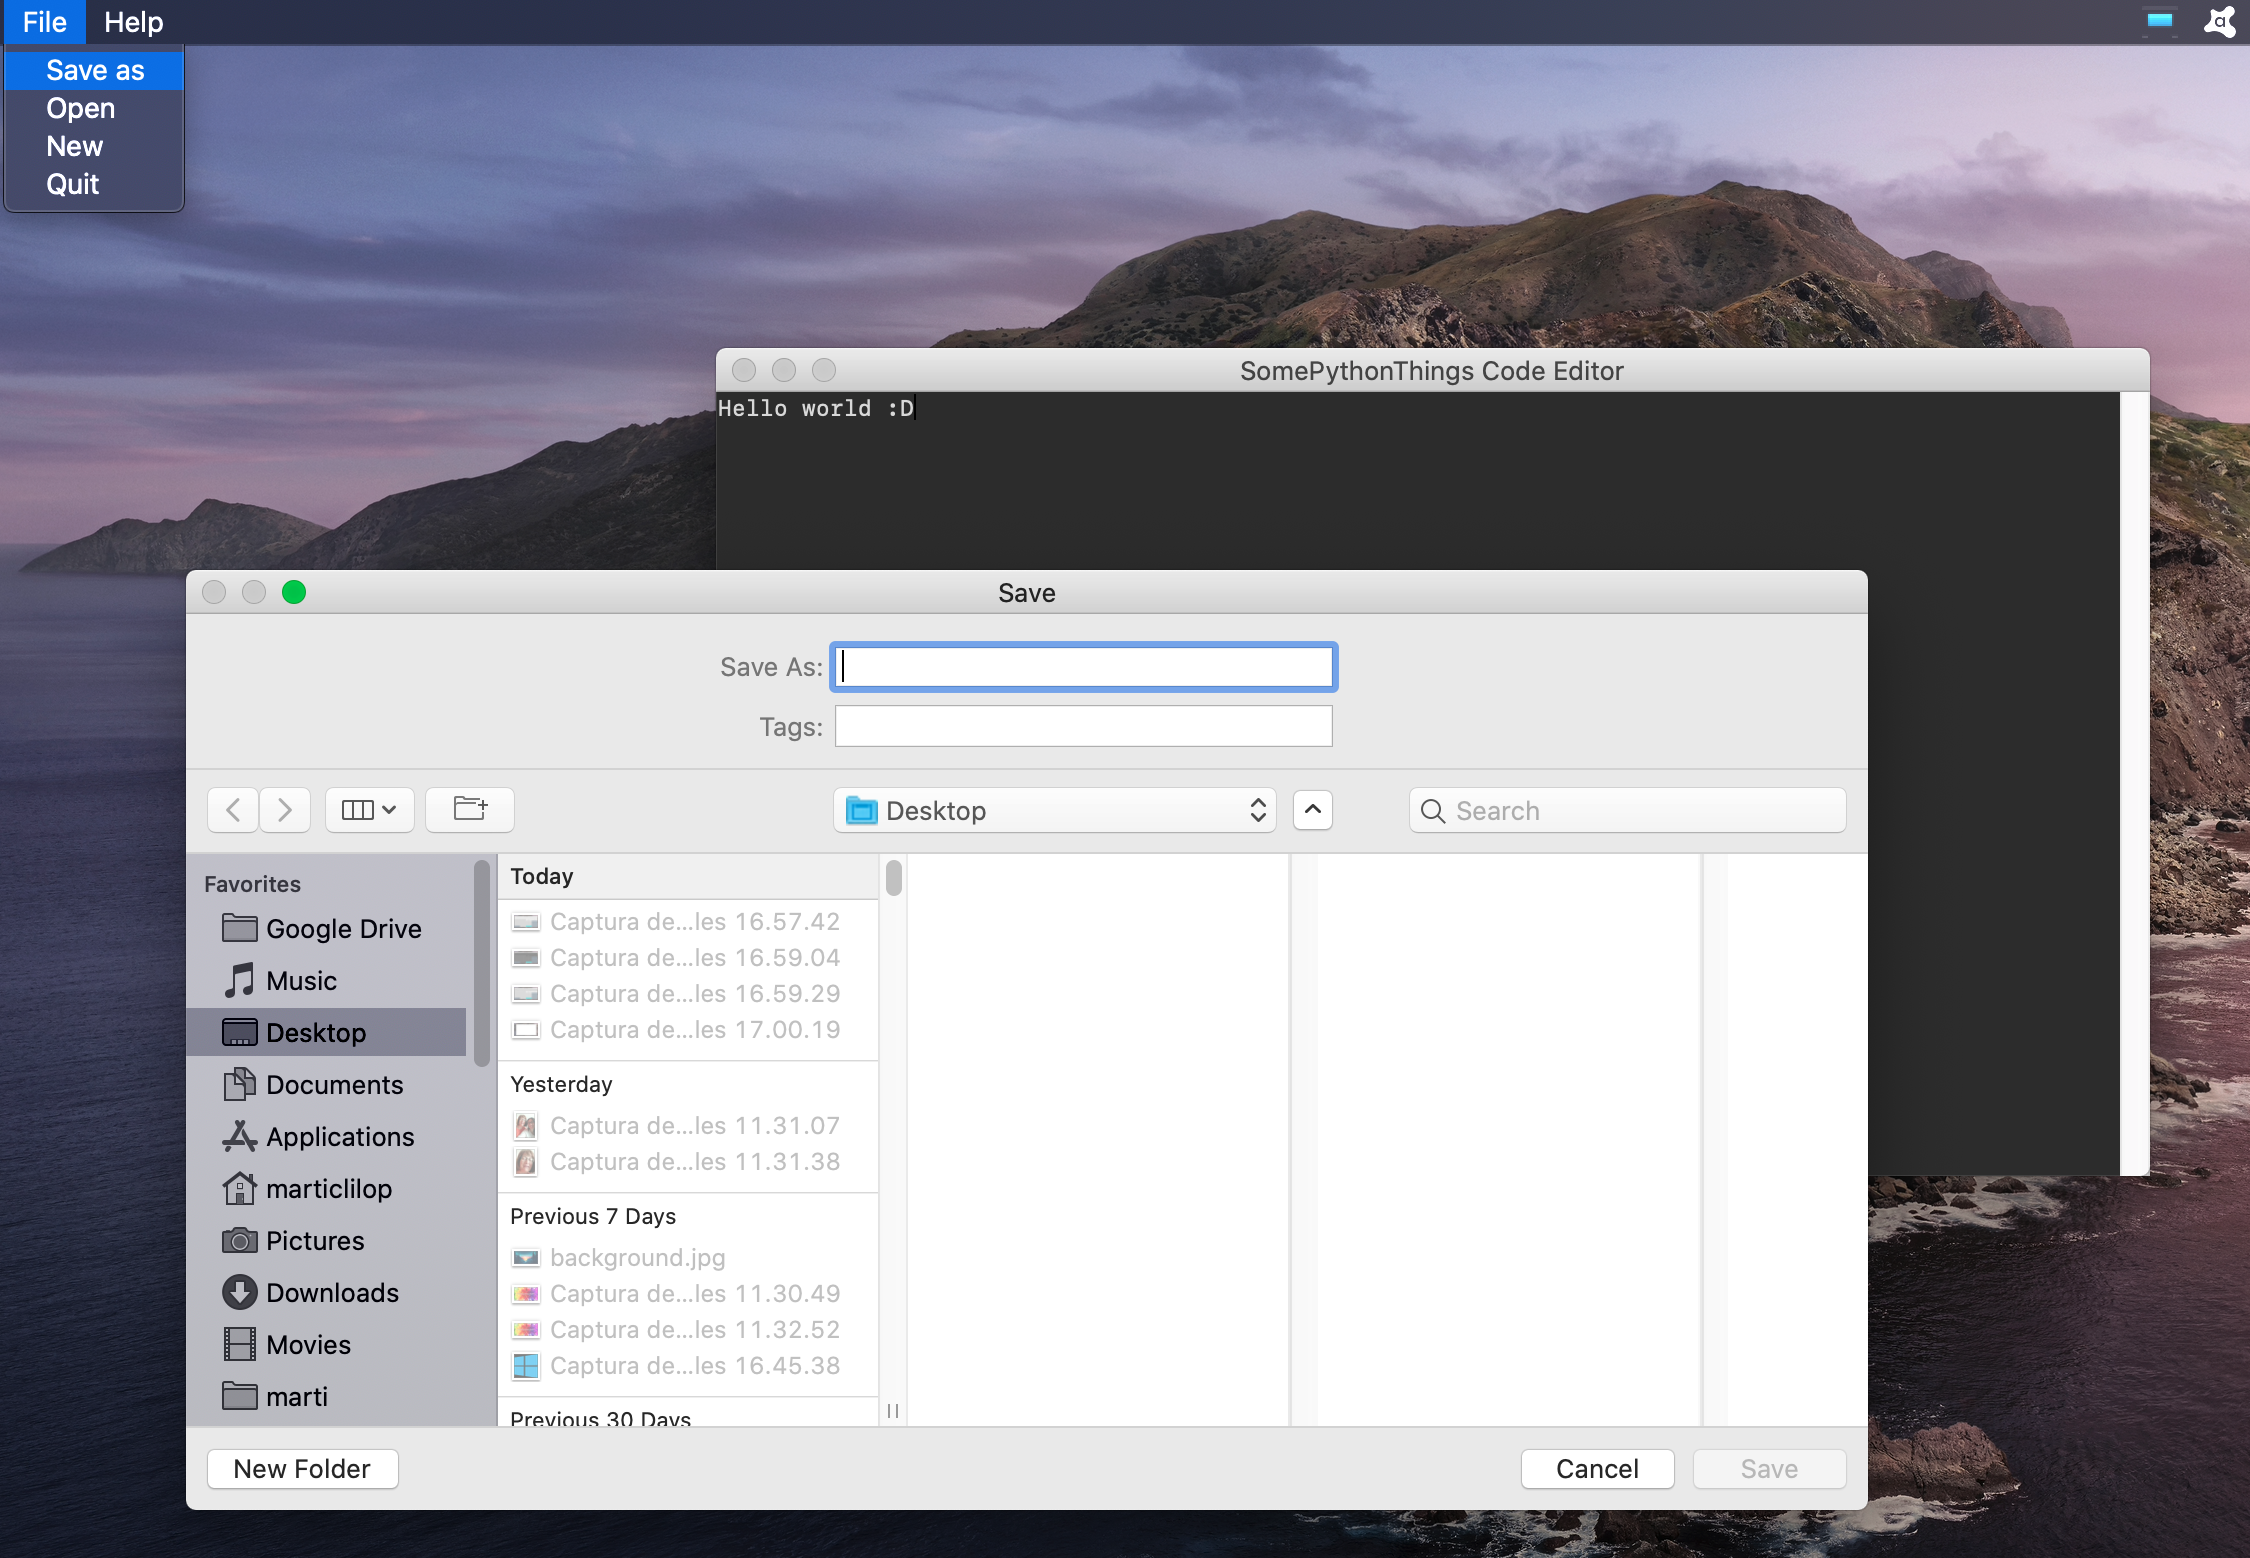 File Help
Save as
Open
New
Quit
SomePythonThings Code Editor
Hello world :D
Save
Save As:
Tags:
Desktop
Search
Favorites
Google Drive
Music
Desktop
Documents
Applications
marticlilop
Pictures
Downloads
Movies
marti
Today
Captura de...les 16.57.42
Captura de...les 16.59.04
Captura de...les 16.59.29
Captura de...les 17.00.19
Yesterday
Captura de...les 11.31.07
Captura de...les 11.31.38
Previous 7 Days
background.jpg
Captura de...les 11.30.49
Captura de...les 11.32.52
Captura de...les 16.45.38
Previous 30 Days
New Folder
Cancel
Save